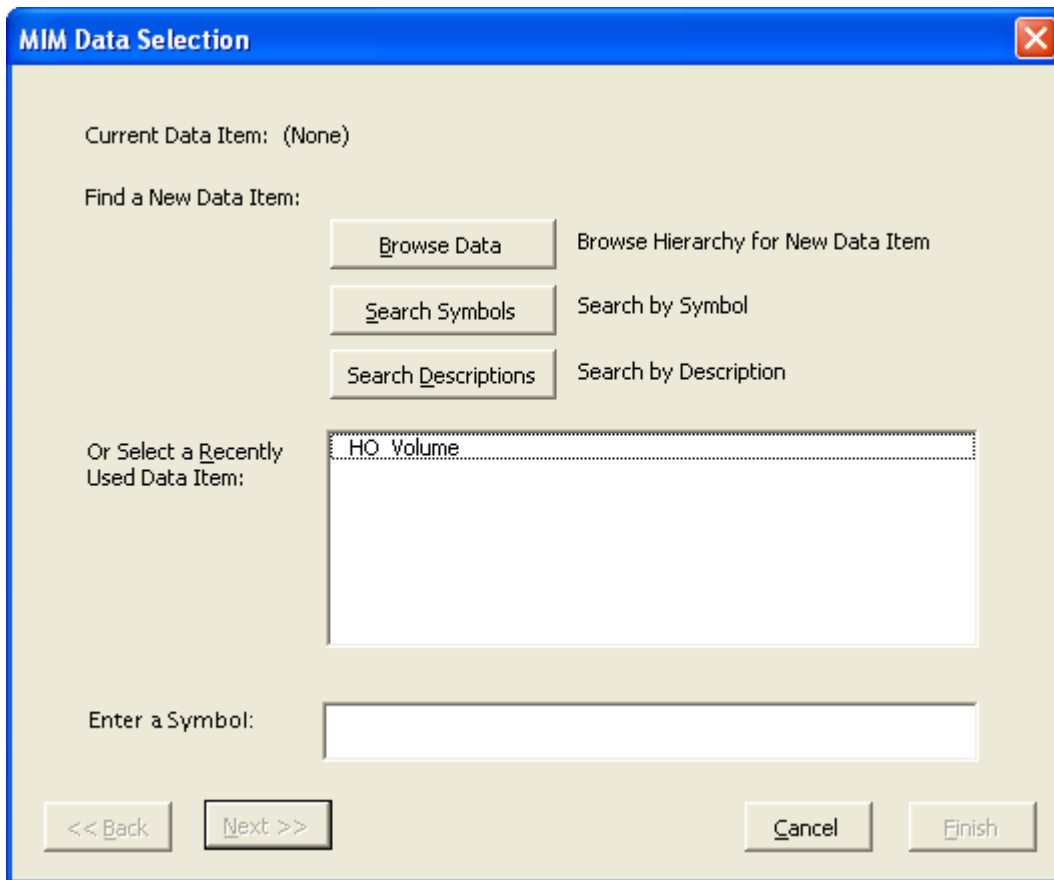 MIM Data Selection
Current Data Item: (None)
Find a New Data Item:
Browse Data Browse Hierarchy for New Data Item
Search Symbols Search by Symbol
Search Descriptions Search by Description
Or Select a Recently
Used Data Item:
HO Volume
Enter a Symbol:
<< Back Next >> Cancel Finish